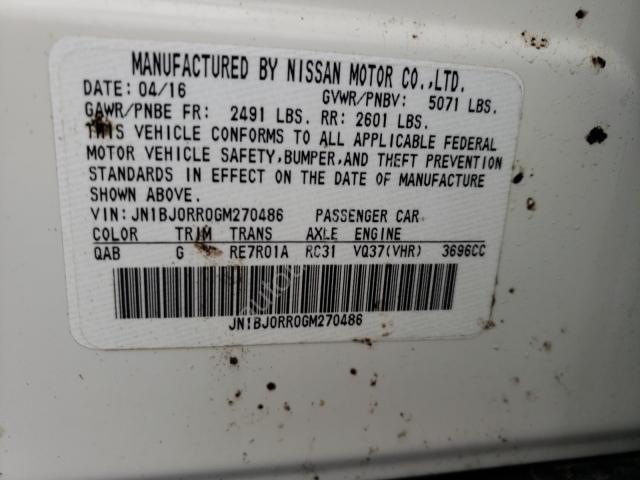 MANUFACTURED BY NISSAN MOTOR CO.,LTD.
DATE: 04/16 GVWR/PNBV: 5071 LBS.
GAWR/PNBE FR: 2491 LBS. RR: 2601 LBS.
THIS VEHICLE CONFORMS TO ALL APPLICABLE FEDERAL
MOTOR VEHICLE SAFETY,BUMPER,AND THEFT PREVENTION
STANDARDS IN EFFECT ON THE DATE OF MANUFACTURE
SHOWN ABOVE.
VIN:JN1BJ0RR0GM270486 PASSENGER CAR
COLOR TRIM TRANS AXLE ENGINE
QAB G RE7R01A RC31 VQ37(VHR) 3696CC
JN1BJ0RR0GM270486